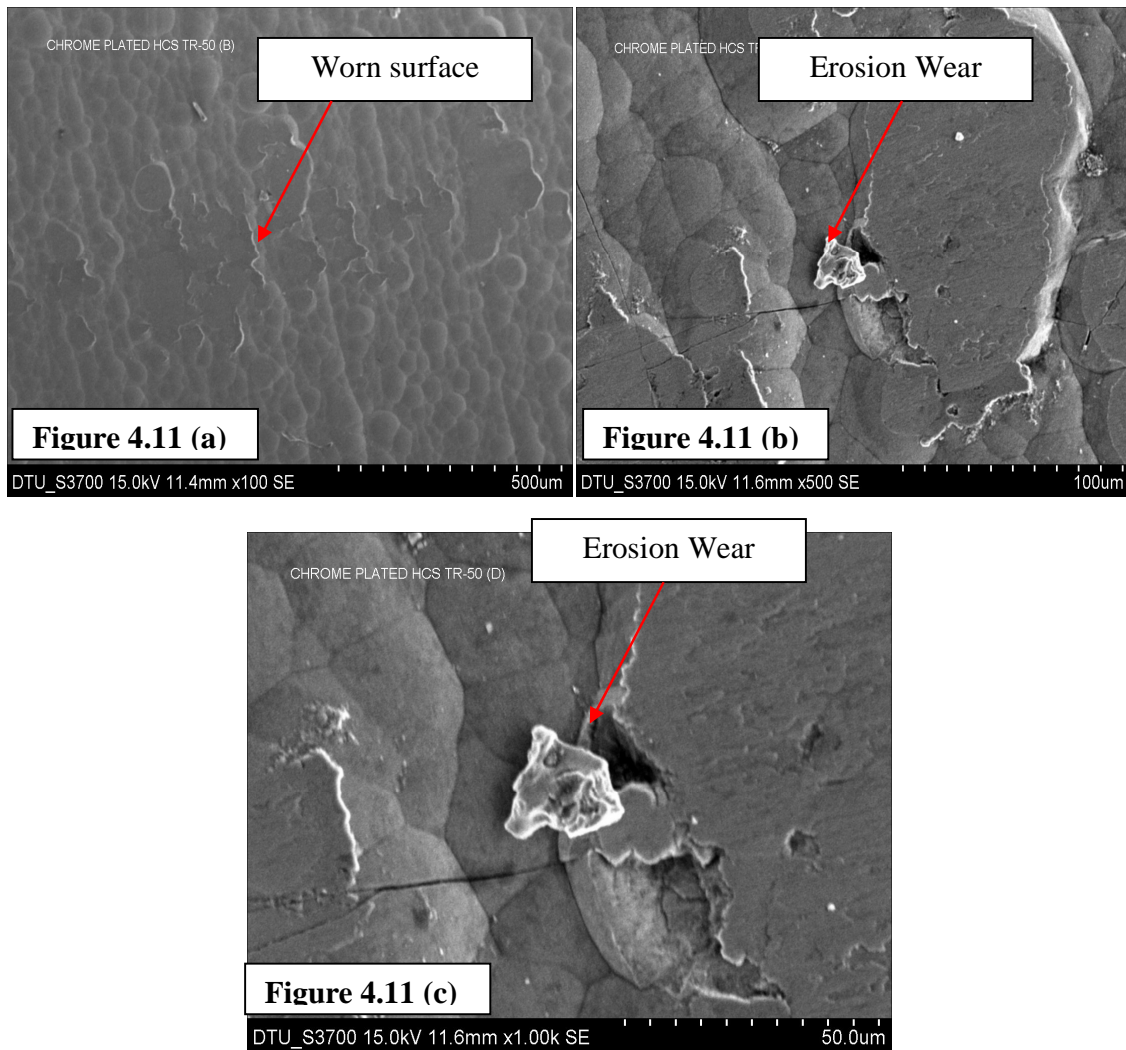 CHROME PLATED HCS TR-50 (B)
Worn surface
Figure 4.11 (a)
DTU_S3700 15.0kV 11.4mm x100 SE 500um
CHROME PLATED HCS
Erosion Wear
Figure 4.11 (b)
DTU_S3700 15.0kV 11.6mm x500 SE 100um
CHROME PLATED HCS TR-50 (D)
Erosion Wear
Figure 4.11 (c)
DTU_S3700 15.0kV 11.6mm x1.00k SE 50.0um